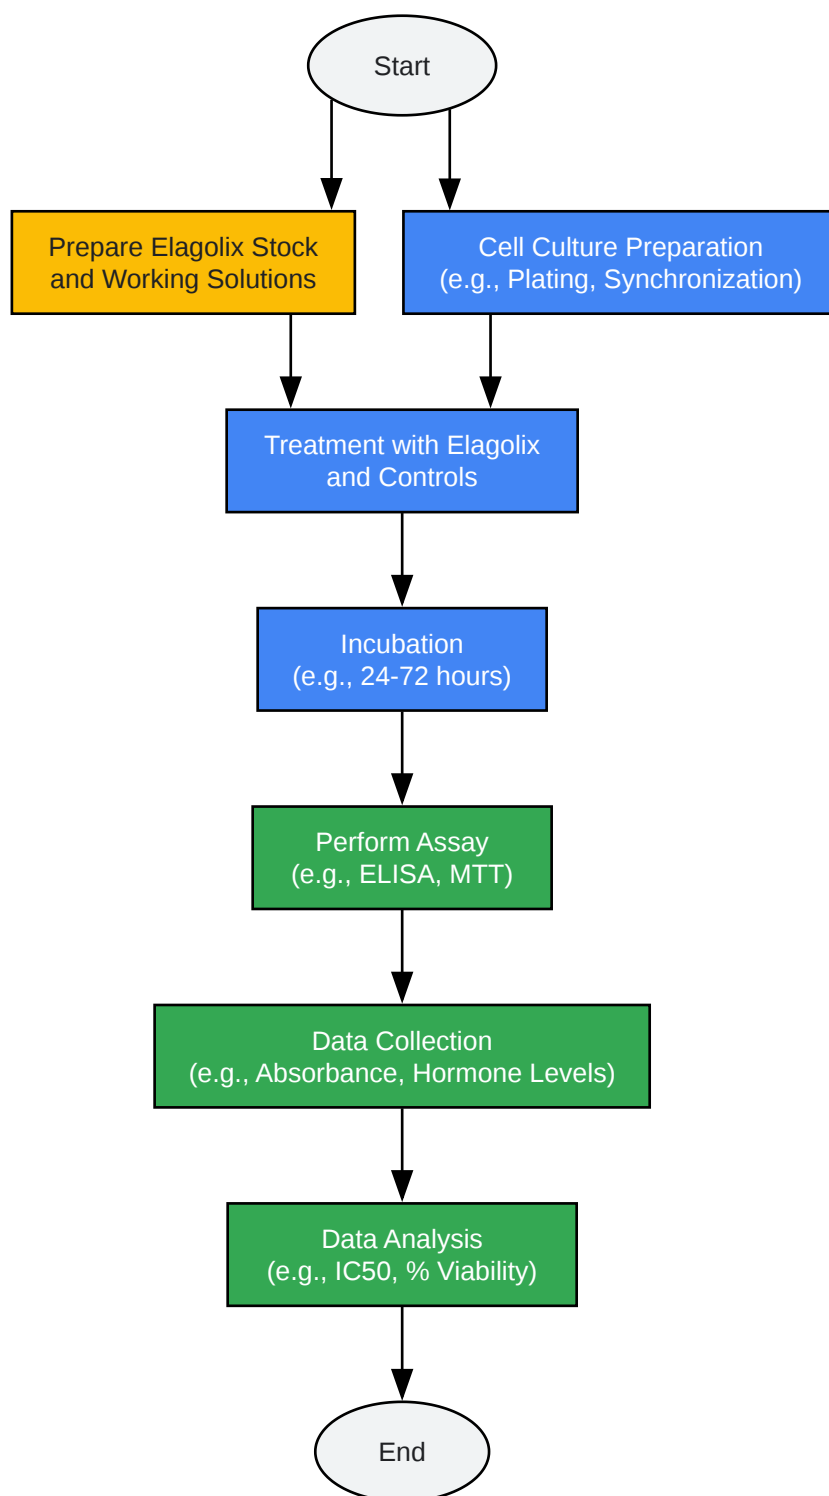 Start
Prepare Elagolix Stock
and Working Solutions
Cell Culture Preparation
(e.g., Plating, Synchronization)
Treatment with Elagolix
and Controls
Incubation
(e.g., 24-72 hours)
Perform Assay
(e.g., ELISA, MTT)
Data Collection
(e.g., Absorbance, Hormone Levels)
Data Analysis
(e.g., IC50, % Viability)
End